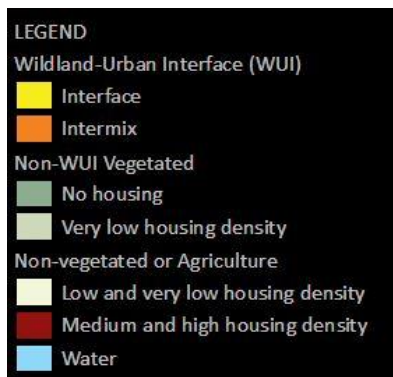 LEGEND
Wildland-Urban Interface (WUI)
Interface
Intermix
Non-WUI Vegetated
No housing
Very low housing density
Non-vegetated or Agriculture
Low and very low housing density
Medium and high housing density
Water